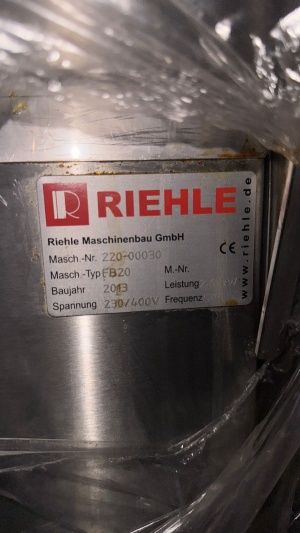 RIEHLE
Riehle Maschinenbau GmbH
Masch.-Nr. 220-00030
Masch.-Typ FB20 M.-Nr.
Baujahr 2013 Leistung
Spannung 230/400V Frequenz
CE
www.riehle.de